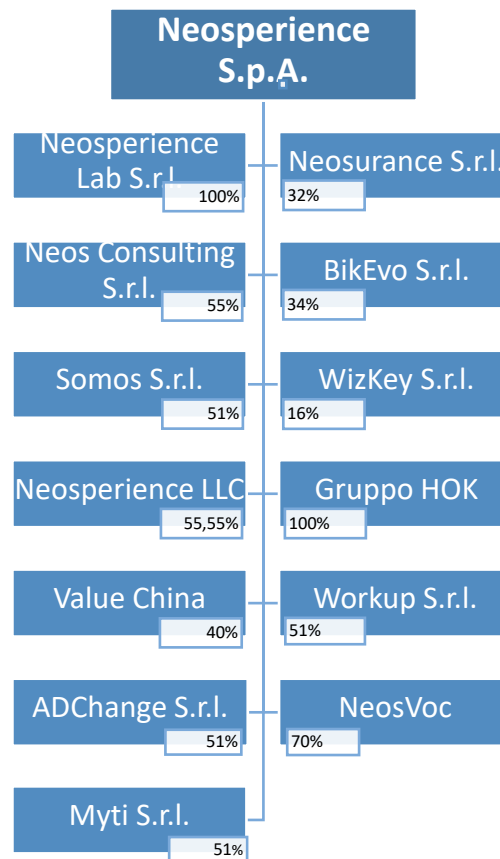 Neosperience
S.p.A.
Neosperience
Lab S.r.l.
100%
Neosurance S.r.l.
32%
Neos Consulting
S.r.l.
55%
BikEvo S.r.l.
34%
Somos S.r.l.
51%
WizKey S.r.l.
16%
Neosperience LLC
55,55%
Gruppo HOK
100%
Value China
40%
Workup S.r.l.
51%
ADChange S.r.l.
51%
NeosVoc
70%
Myti S.r.l.
51%